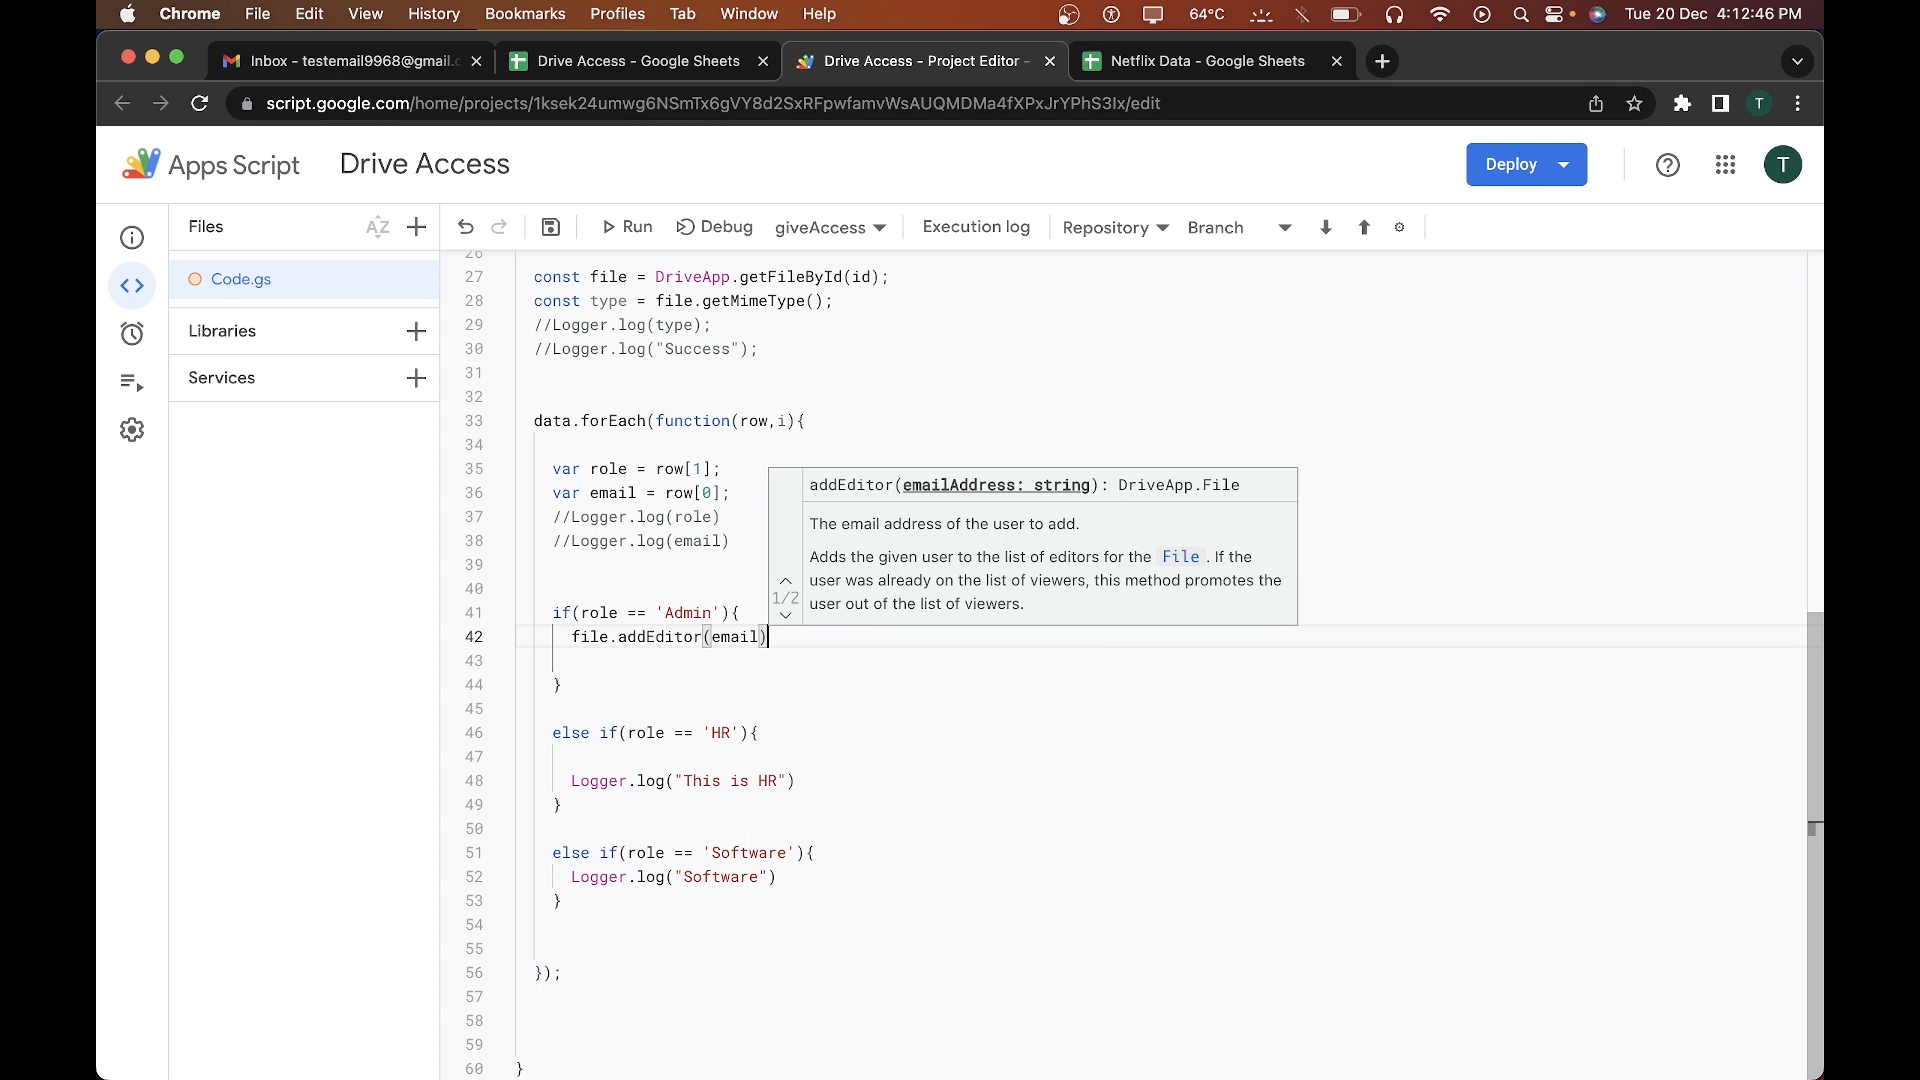 Chrome File Edit View History Bookmarks Profiles Tab Window Help 64°C Tue 20 Dec 4:12:46 PM
Inbox - testemail9968@gmail.c Drive Access - Google Sheets Drive Access - Project Editor - Netflix Data - Google Sheets
script.google.com/home/projects/1ksek24umwg6NSmTx6gVY8d2SxRFpwfamvWsAUQMDMa4fXPxJrYPhS3Ix/edit T
Apps Script Drive Access Deploy T
Files AZ Run Debug giveAccess Execution log Repository Branch
Code.gs
Libraries
Services
26
27 const file = DriveApp.getFileById(id);
28 const type = file.getMimeType();
29 //Logger.log(type);
30 //Logger.log("Success");
31
32
33 data.forEach(function(row,i){
34
35 var role = row[1];
36 var email = row[0];
37 //Logger.log(role)
38 //Logger.log(email)
39
40
41 if(role == 'Admin'){
42 file.addEditor(email)
43
44 }
45
46 else if(role == 'HR'){
47
48 Logger.log("This is HR")
49 }
50
51 else if(role == 'Software'){
52 Logger.log("Software")
53 }
54
55
56 });
57
58
59
60 }
addEditor(emailAddress: string): DriveApp.File
The email address of the user to add.
Adds the given user to the list of editors for the File . If the
user was already on the list of viewers, this method promotes the
user out of the list of viewers.
1/2